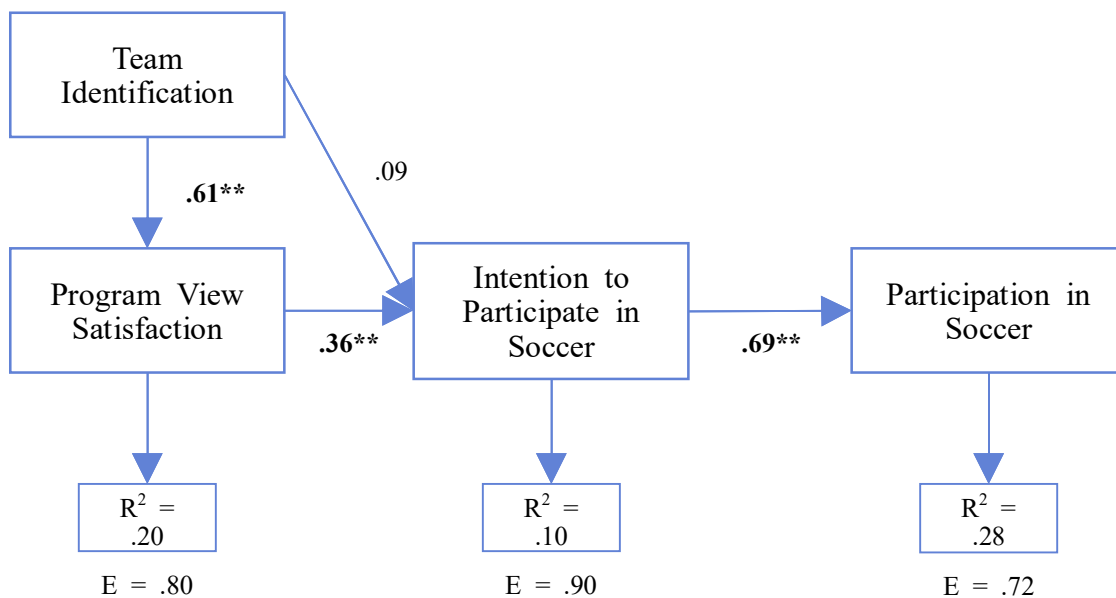 Team
Identification
.61**
.09
Program View
Satisfaction
.36**
Intention to
Participate in
Soccer
.69**
Participation in
Soccer
R² =
.20
E = .80
R² =
.10
E = .90
R² =
.28
E = .72